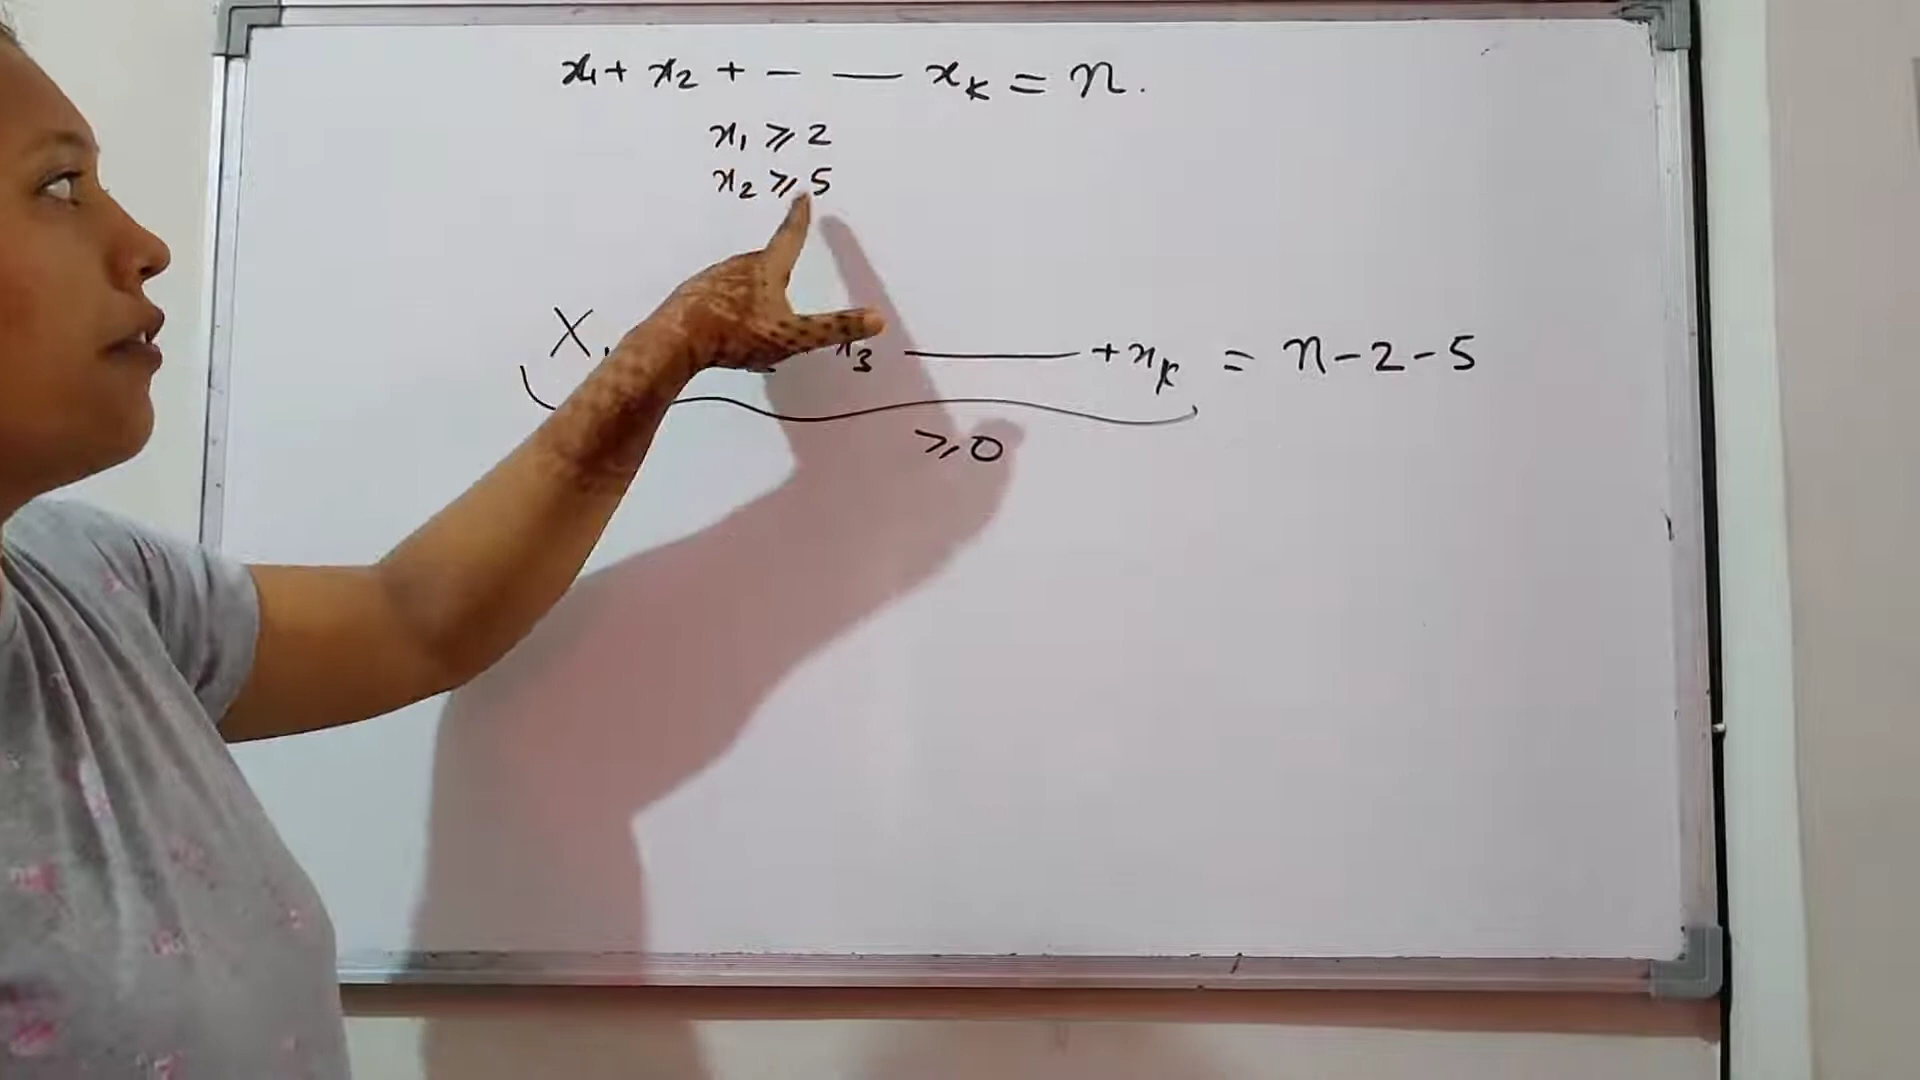 x₁ + x₂ + - — xₖ = n.
x₁ ⩾ 2
x₂ ⩾ 5
X₁ x₃ — + xₖ = n - 2 - 5
⩾ 0